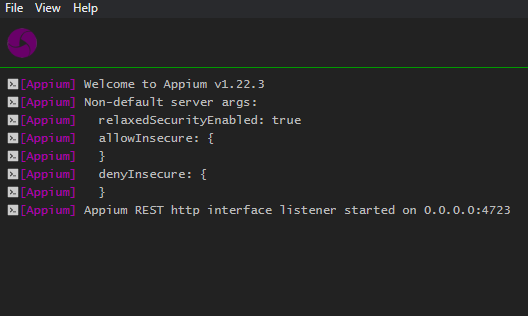 File View Help
[Appium] Welcome to Appium v1.22.3
[Appium] Non-default server args:
[Appium]   relaxedSecurityEnabled: true
[Appium]   allowInsecure: {
[Appium]   }
[Appium]   denyInsecure: {
[Appium]   }
[Appium] Appium REST http interface listener started on 0.0.0.0:4723